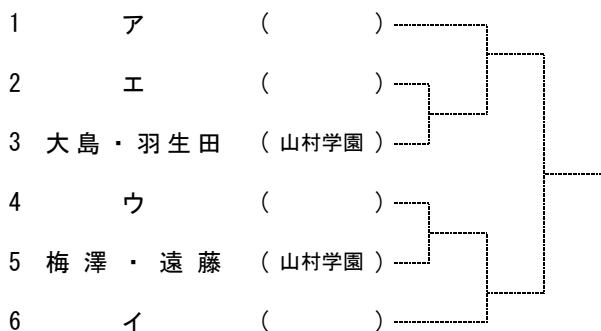 1 ア ( )
2 エ ( )
3 大島・羽生田 ( 山村学園 )
4 ウ ( )
5 梅澤・遠藤 ( 山村学園 )
6 イ ( )